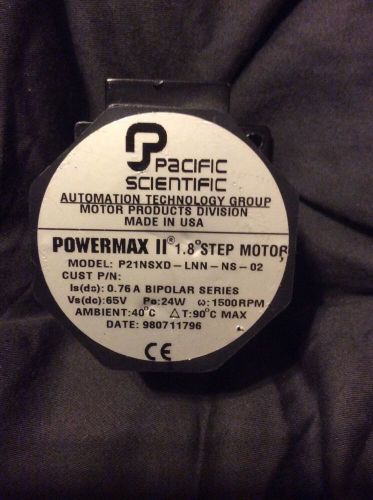 PACIFIC
SCIENTIFIC
AUTOMATION TECHNOLOGY GROUP
MOTOR PRODUCTS DIVISION
MADE IN USA
POWERMAX II® 1.8° STEP MOTOR
MODEL: P21NSXD-LNN-NS-02
CUST P/N:
Is(dc): 0.76A BIPOLAR SERIES
Vs(dc): 65V Po: 24W ω: 1500RPM
AMBIENT: 40°C ΔT: 90°C MAX
DATE: 980711796
CE